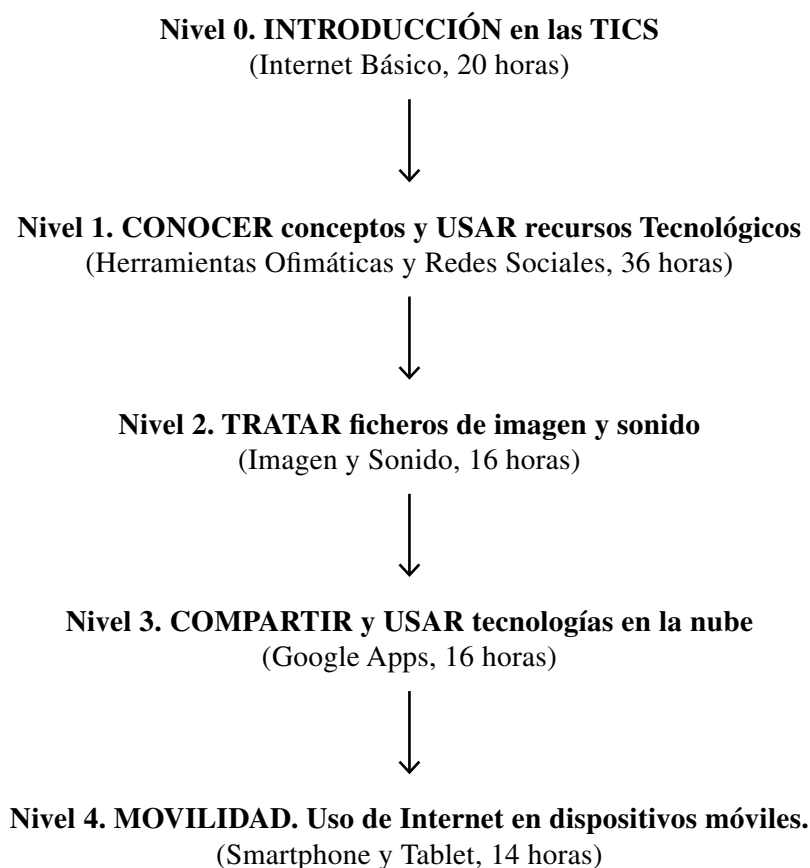 Nivel 0. INTRODUCCIÓN en las TICS
(Internet Básico, 20 horas)
Nivel 1. CONOCER conceptos y USAR recursos Tecnológicos
(Herramientas Ofimáticas y Redes Sociales, 36 horas)
Nivel 2. TRATAR ficheros de imagen y sonido
(Imagen y Sonido, 16 horas)
Nivel 3. COMPARTIR y USAR tecnologías en la nube
(Google Apps, 16 horas)
Nivel 4. MOVILIDAD. Uso de Internet en dispositivos móviles.
(Smartphone y Tablet, 14 horas)